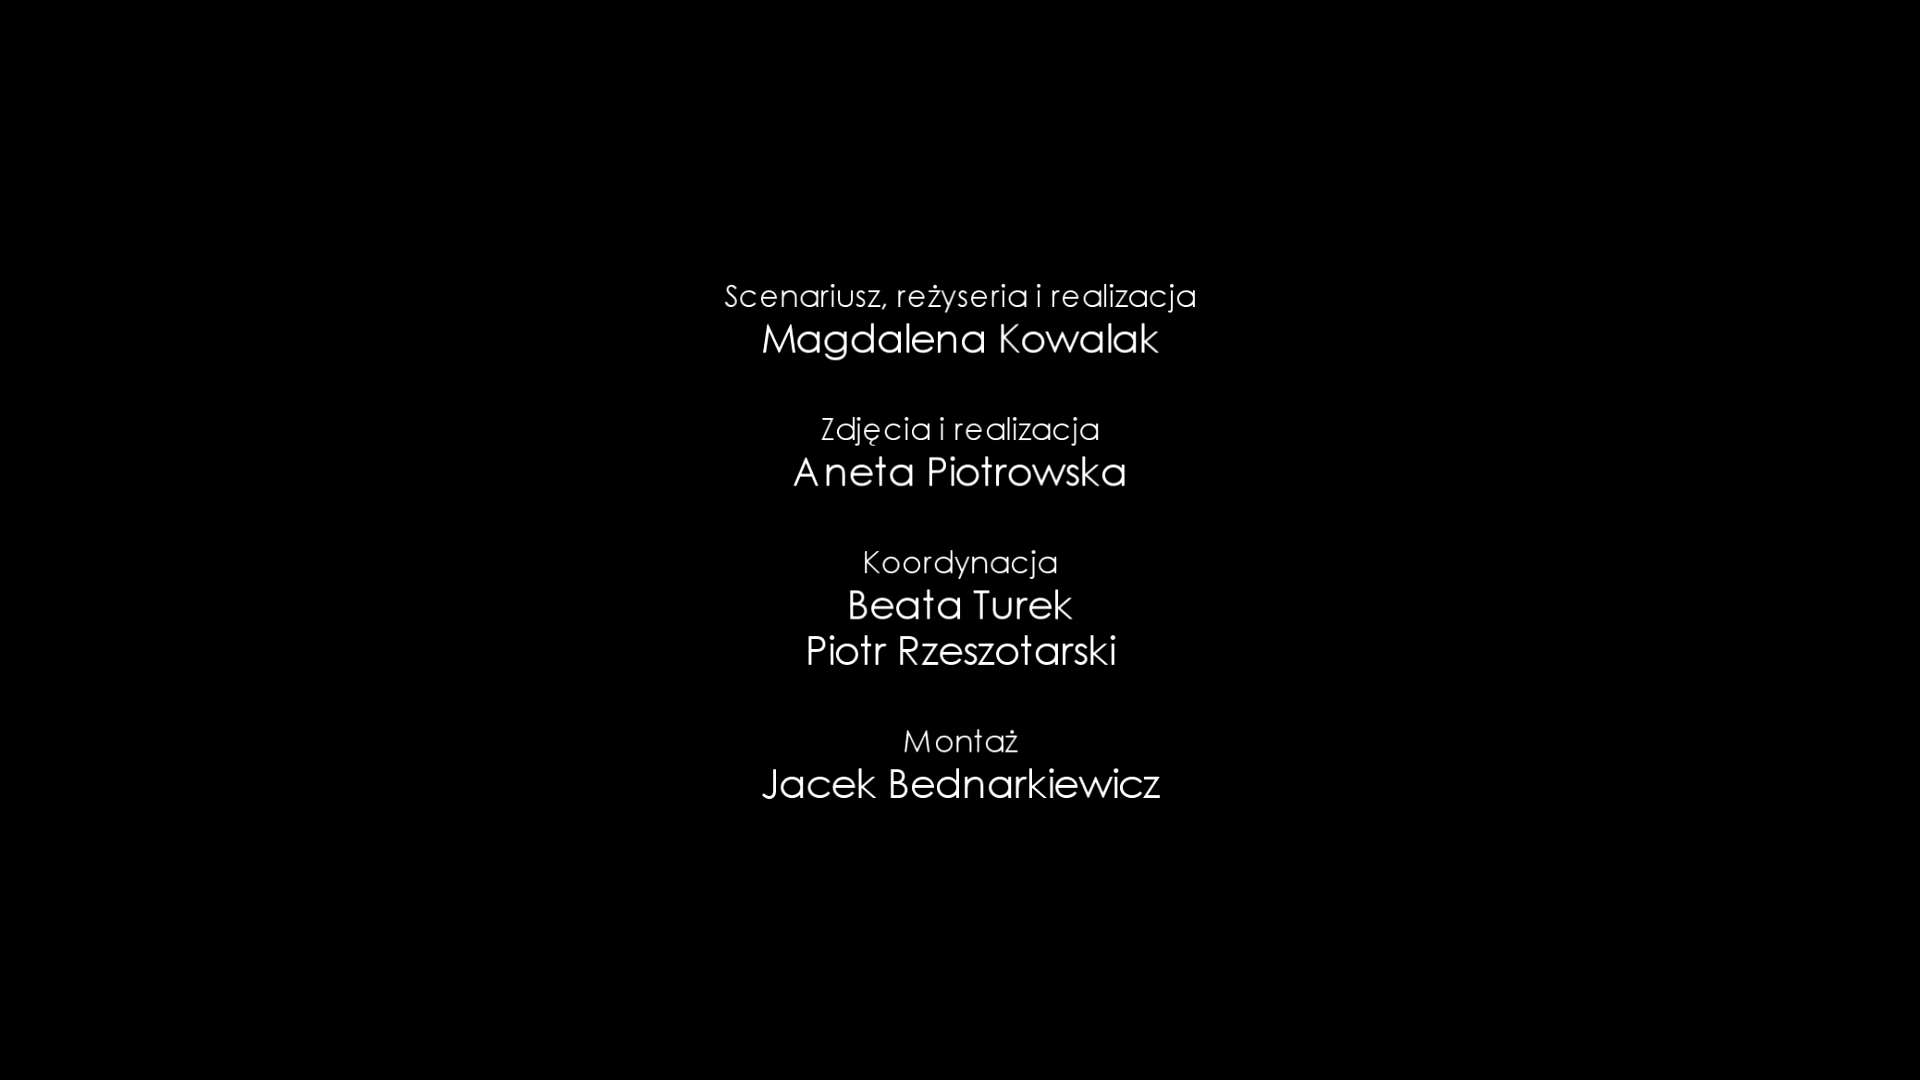 Scenariusz, reżyseria i realizacja
Magdalena Kowalak
Zdjęcia i realizacja
Aneta Piotrowska
Koordynacja
Beata Turek
Piotr Rzeszotarski
Montaż
Jacek Bednarkiewicz